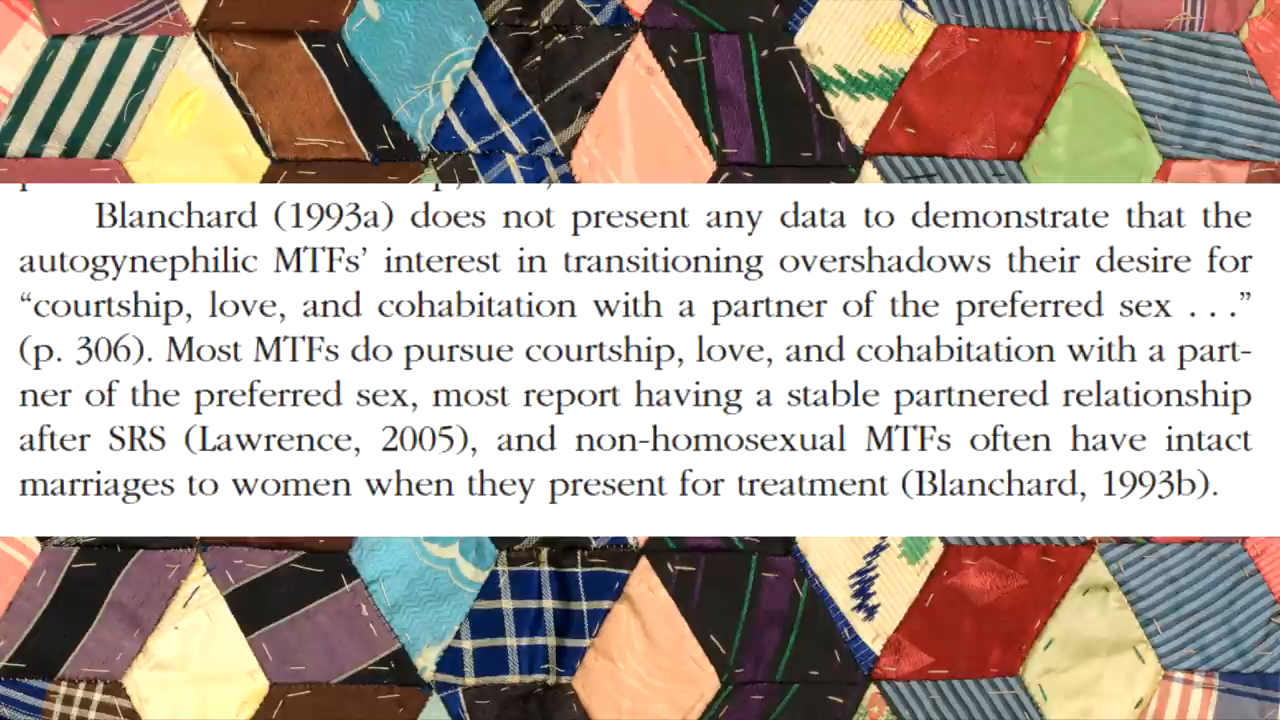 Blanchard (1993a) does not present any data to demonstrate that the
autogynephilic MTFs’ interest in transitioning overshadows their desire for
“courtship, love, and cohabitation with a partner of the preferred sex . . .”
(p. 306). Most MTFs do pursue courtship, love, and cohabitation with a part-
ner of the preferred sex, most report having a stable partnered relationship
after SRS (Lawrence, 2005), and non-homosexual MTFs often have intact
marriages to women when they present for treatment (Blanchard, 1993b).